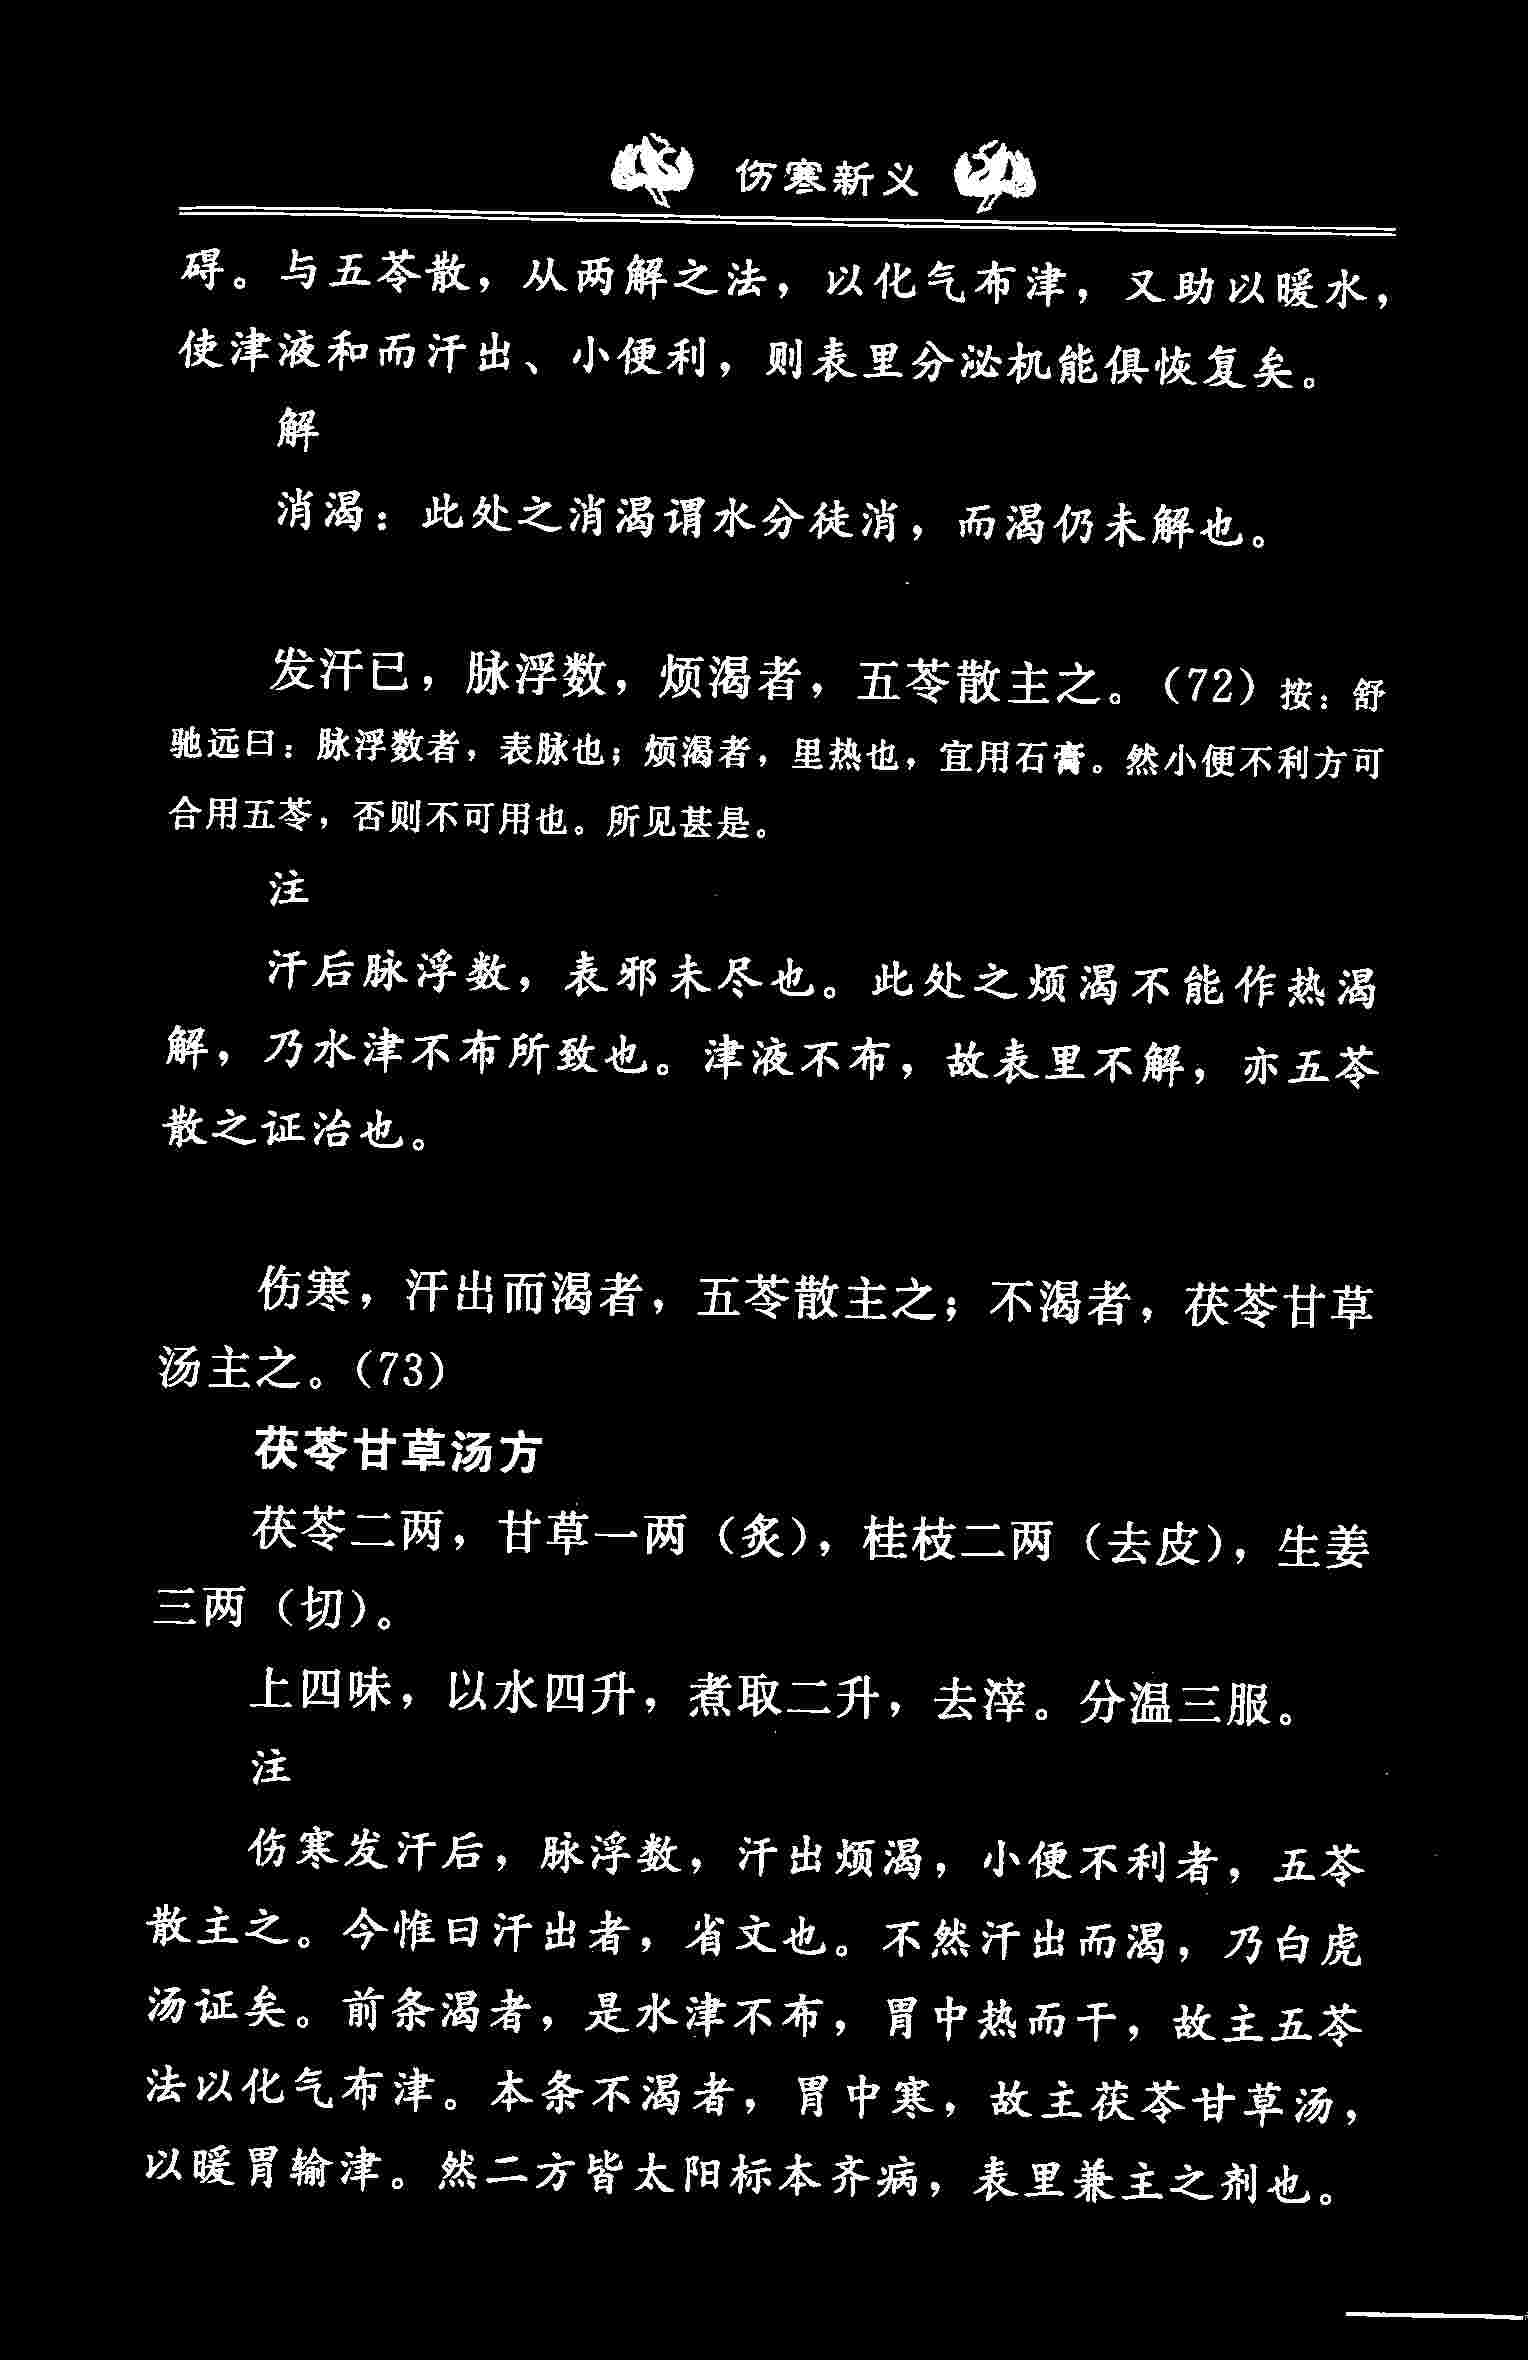 伤寒新义
碍。与五苓散，从两解之法，以化气布津，又助以暖水，
使津液和而汗出、小便利，则表里分泌机能俱恢复矣。
解
消渴：此处之消渴谓水分徒消，而渴仍未解也。
发汗已，脉浮数，烦渴者，五苓散主之。（72）按：舒
驰远曰：脉浮数者，表脉也；烦渴者，里热也，宜用石膏。然小便不利方可
合用五苓，否则不可用也。所见甚是。
注
汗后脉浮数，表邪未尽也。此处之烦渴不能作热渴
解，乃水津不布所致也。津液不布，故表里不解，亦五苓
散之证治也。
伤寒，汗出而渴者，五苓散主之；不渴者，茯苓甘草
汤主之。（73）
茯苓甘草汤方
茯苓二两，甘草一两（炙），桂枝二两（去皮），生姜
三两（切）。
上四味，以水四升，煮取二升，去滓。分温三服。
注
伤寒发汗后，脉浮数，汗出烦渴，小便不利者，五苓
散主之。今惟曰汗出者，省文也。不然汗出而渴，乃白虎
汤证矣。前条渴者，是水津不布，胃中热而干，故主五苓
法以化气布津。本条不渴者，胃中寒，故主茯苓甘草汤，
以暖胃输津。然二方皆太阳标本齐病，表里兼主之剂也。